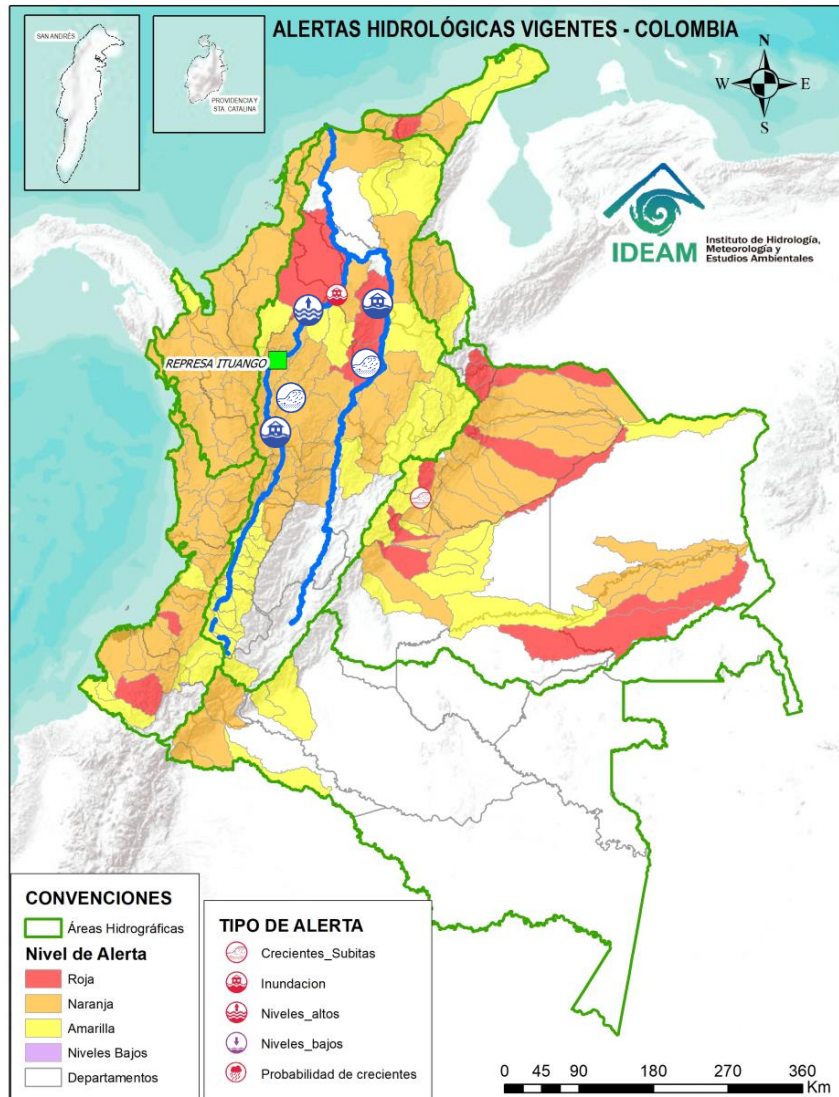 ALERTAS HIDROLÓGICAS VIGENTES - COLOMBIA
SAN ANDRÉS
PROVIDENCIA Y
STA. CATALINA
N
W
E
S
IDEAM
Instituto de Hidrología,
Meteorología y
Estudios Ambientales
REPRESA ITUANGO
CONVENCIONES
Áreas Hidrográficas
Nivel de Alerta
Roja
Naranja
Amarilla
Niveles Bajos
Departamentos
TIPO DE ALERTA
Crecientes_Subitas
Inundacion
Niveles_altos
Niveles_bajos
Probabilidad de crecientes
0 45 90 180 270 360
Km